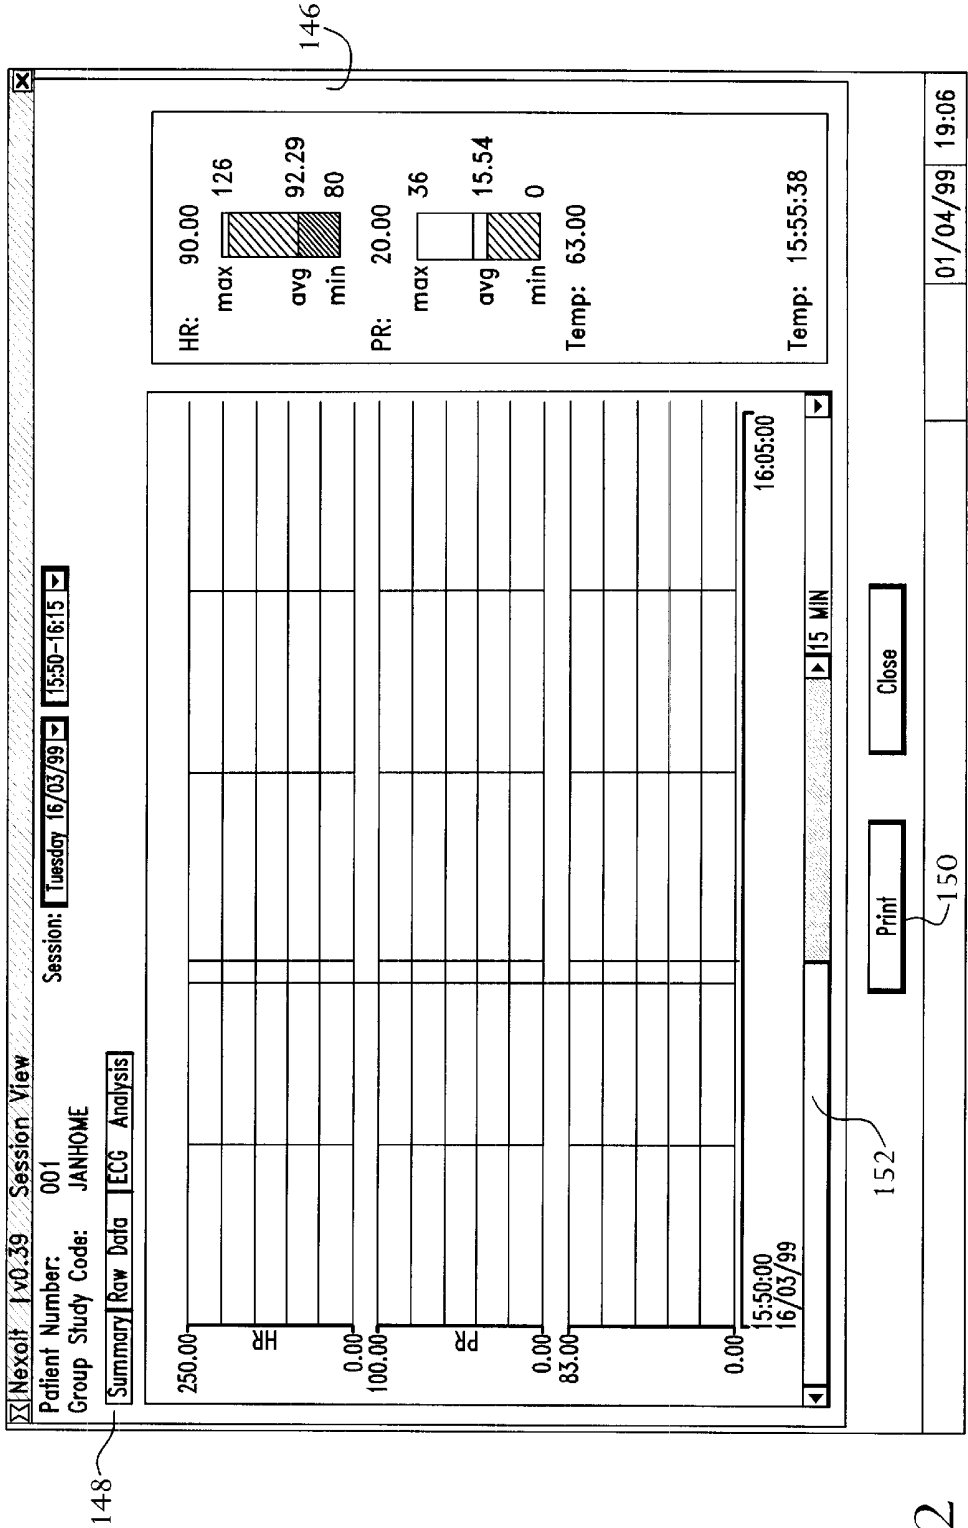 Nexolt v0.39 Session View
Patient Number: 001
Group Study Code: JANHOME
Session: Tuesday 16/03/99 15:50-16:15
Summary Raw Data ECG Analysis
148
250.00
HR
0.00
100.00
PR
0.00
83.00
0.00
15:50:00
16/03/99
16:05:00
15 MIN
HR: 90.00
max 126
avg 92.29
min 80
PR: 20.00
max 36
avg 15.54
min 0
Temp: 63.00
Temp: 15:55:38
146
152
Print
Close
150
01/04/99 19:06
2